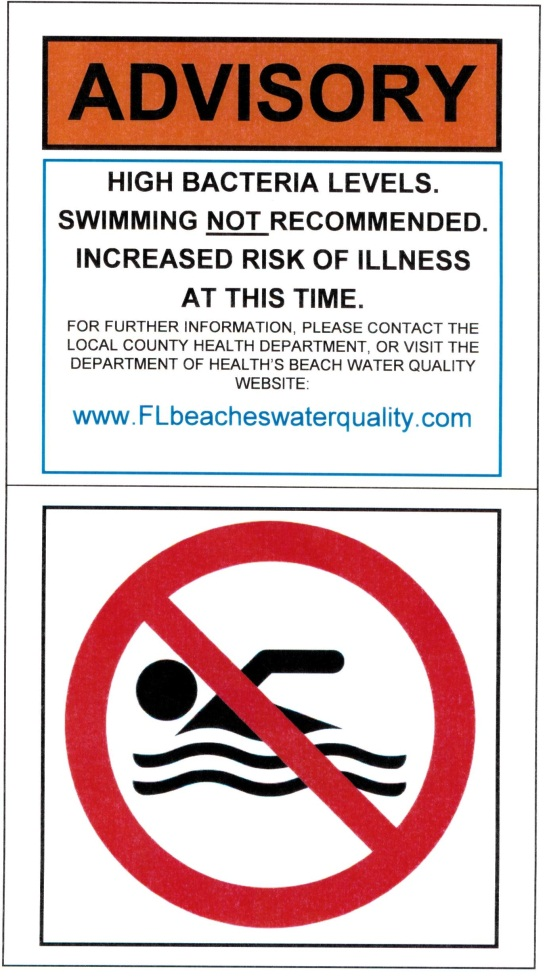 ADVISORY
HIGH BACTERIA LEVELS.
SWIMMING NOT RECOMMENDED.
INCREASED RISK OF ILLNESS
AT THIS TIME.
FOR FURTHER INFORMATION, PLEASE CONTACT THE
LOCAL COUNTY HEALTH DEPARTMENT, OR VISIT THE
DEPARTMENT OF HEALTH'S BEACH WATER QUALITY
WEBSITE:
www.FLbeacheswaterquality.com